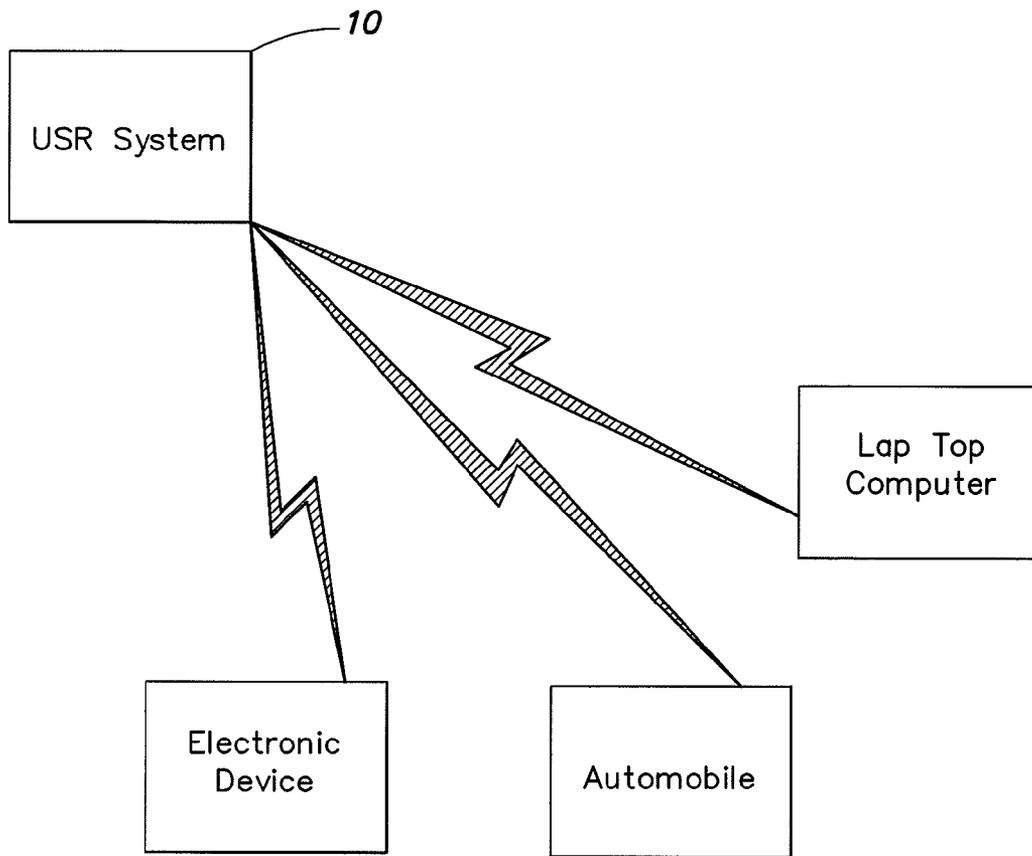 10
USR System
Lap Top
Computer
Electronic
Device
Automobile